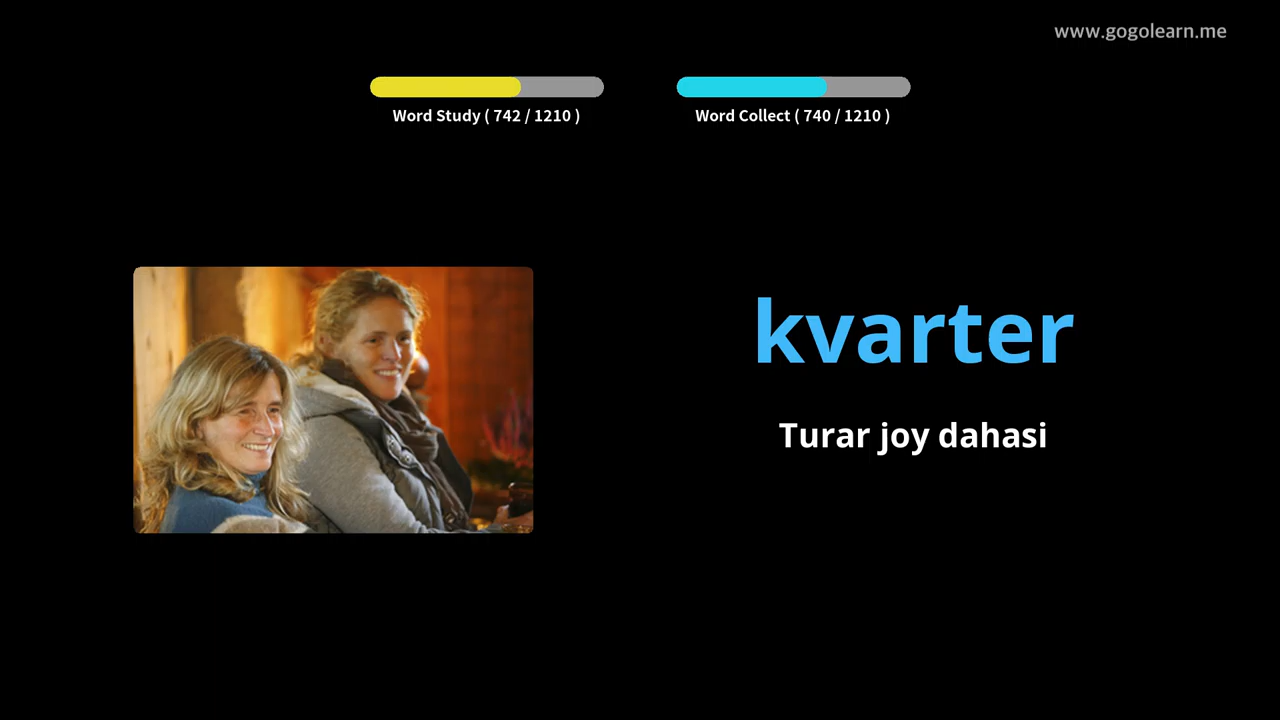 www.gogolearn.me
Word Study ( 742 / 1210 )
Word Collect ( 740 / 1210 )
kvarter
Turar joy dahasi